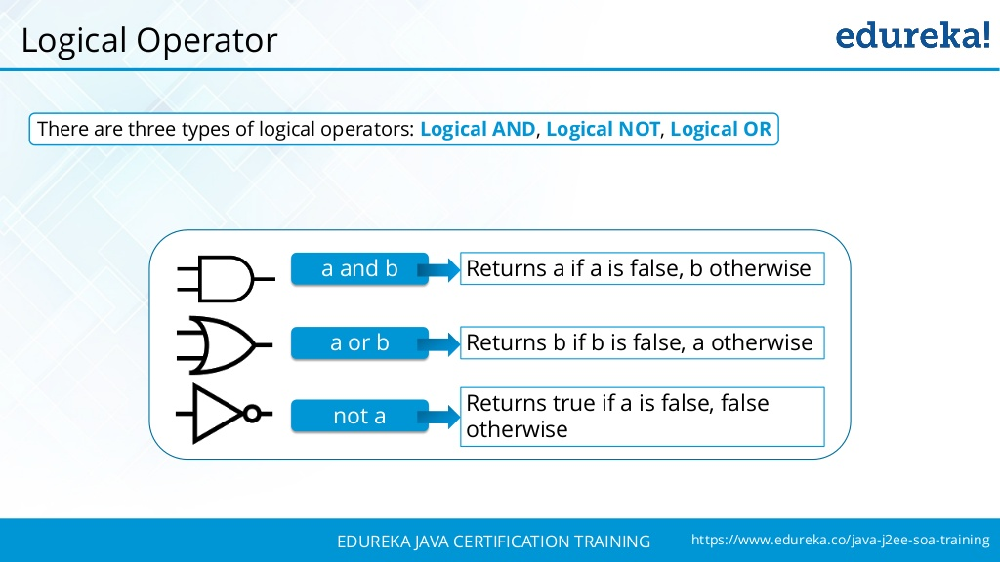 Logical Operator
edureka!
There are three types of logical operators: Logical AND, Logical NOT, Logical OR
a and b
Returns a if a is false, b otherwise
a or b
Returns b if b is false, a otherwise
not a
Returns true if a is false, false
otherwise
EDUREKA JAVA CERTIFICATION TRAINING
https://www.edureka.co/java-j2ee-soa-training